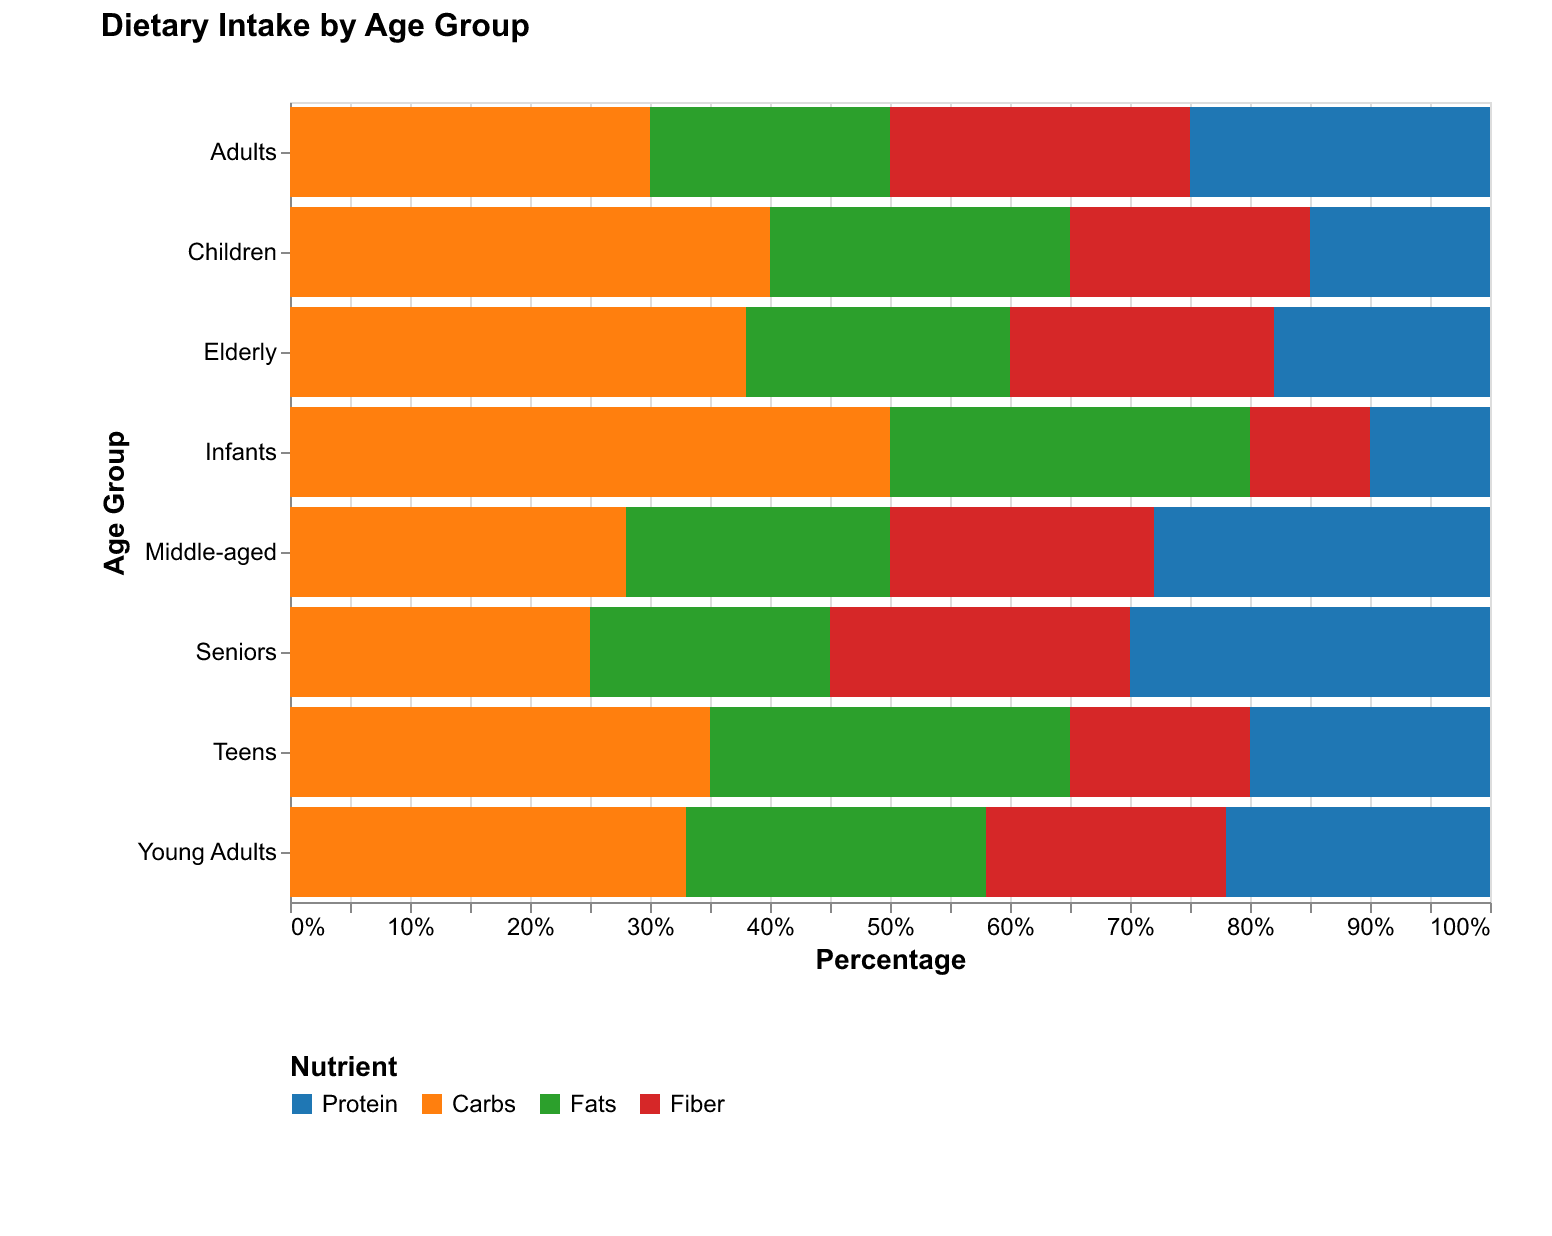 Dietary Intake by Age Group
Age Group
Adults
Children
Elderly
Infants
Middle-aged
Seniors
Teens
Young Adults
0% 10% 20% 30% 40% 50% 60% 70% 80% 90% 100%
Percentage
Nutrient
Protein Carbs Fats Fiber